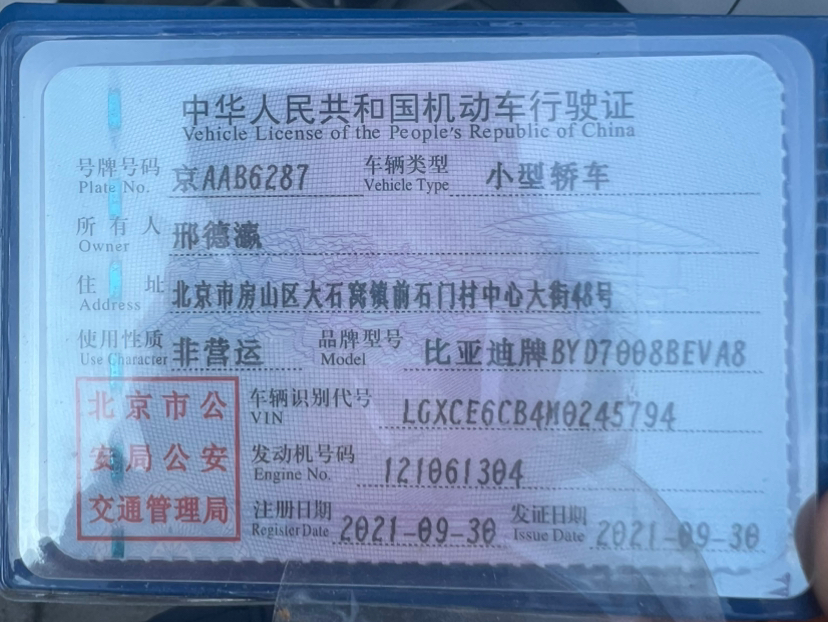 中华人民共和国机动车行驶证
Vehicle License of the People's Republic of China
号牌号码 京AAB6287 车辆类型 小型轿车
Plate No. Vehicle Type
所有人 邢德瀛
Owner
住址 北京市房山区大石窝镇前石门村中心大街48号
Address
使用性质 非营运 品牌型号 比亚迪牌BYD7008BEVA8
Use Character Model
北京市公
安局公安
交通管理局
车辆识别代号 LGXCE6CB4M0245794
VIN
发动机号码 121061304
Engine No.
注册日期 2021-09-30 发证日期 2021-09-30
Register Date Issue Date